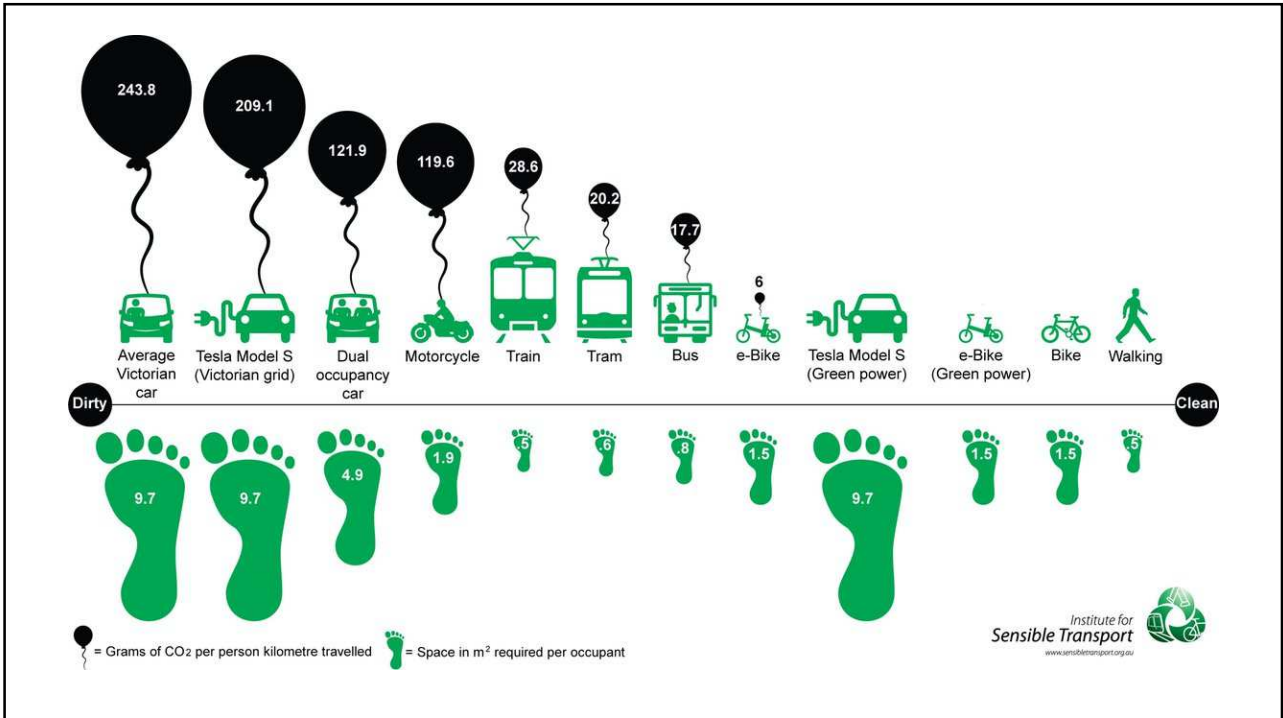 243.8
209.1
121.9
119.6
28.6
20.2
17.7
6
Average
Victorian
car
Tesla Model S
(Victorian grid)
Dual
occupancy
car
Motorcycle
Train
Tram
Bus
e-Bike
Tesla Model S
(Green power)
e-Bike
(Green power)
Bike
Walking
Dirty
Clean
9.7
9.7
4.9
1.9
.5
.6
.8
1.5
9.7
1.5
1.5
.5
= Grams of CO2 per person kilometre travelled
= Space in m² required per occupant
Institute for
Sensible Transport
www.sensibletransport.org.au